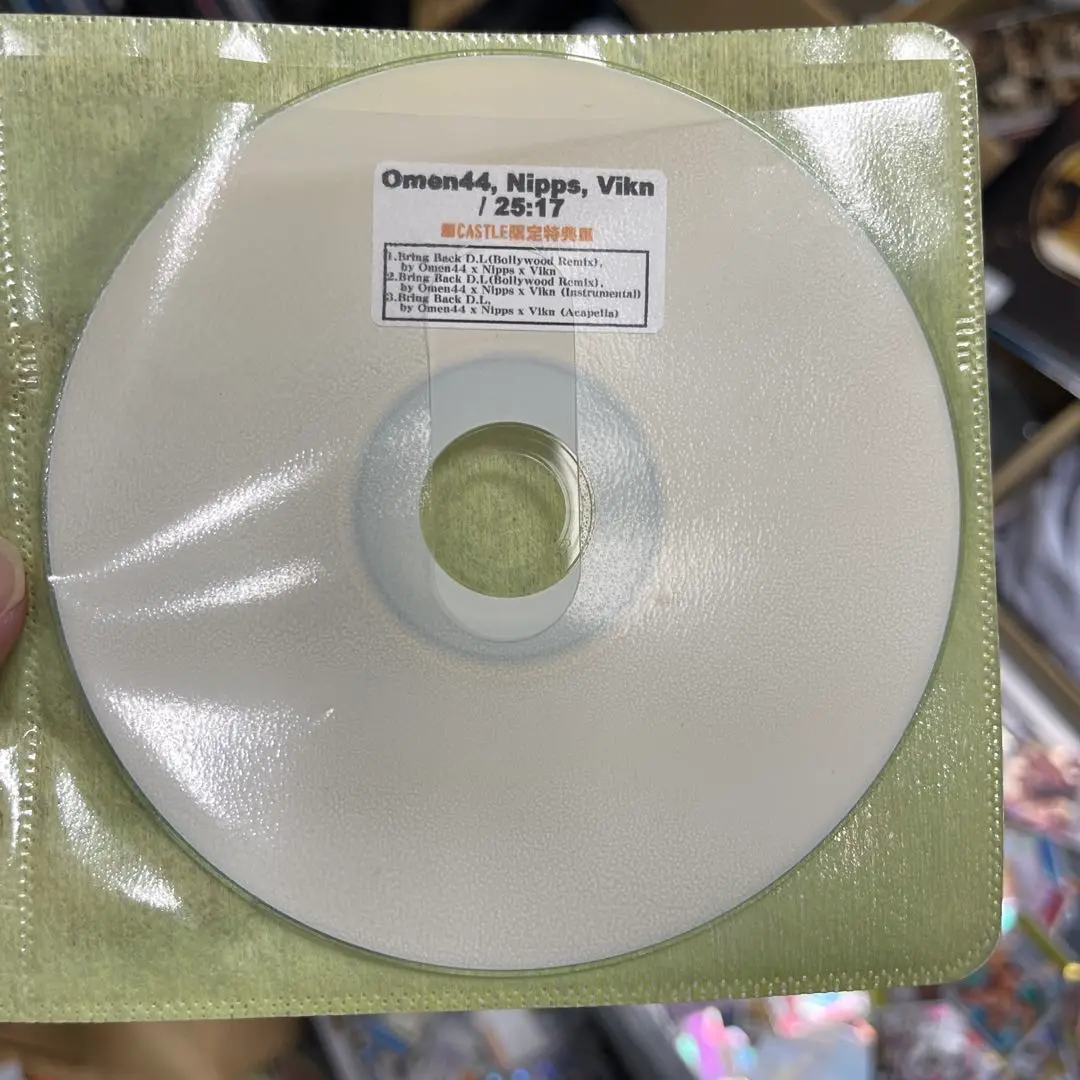 Omen44, Nipps, Vikn
/ 25:17
■CASTLE限定特典■
1.Bring Back D.L(Bollywood Remix),
by Omen44 x Nipps x Vikn
2.Bring Back D.L(Bollywood Remix),
by Omen44 x Nipps x Vikn (Instrumental)
3.Bring Back D.L,
by Omen44 x Nipps x Vikn (Acapella)